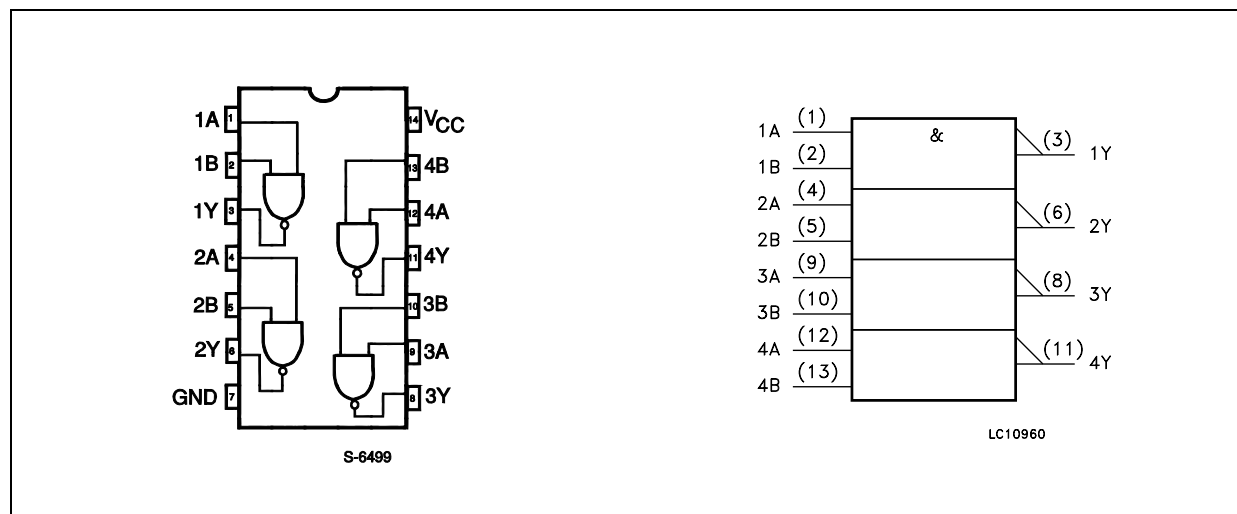 1A 1
1B 2
1Y 3
2A 4
2B 5
2Y 6
GND 7
14 VCC
13 4B
12 4A
11 4Y
10 3B
9 3A
8 3Y
S-6499
1A (1)
1B (2)
2A (4)
2B (5)
3A (9)
3B (10)
4A (12)
4B (13)
&
(3) 1Y
(6) 2Y
(8) 3Y
(11) 4Y
LC10960